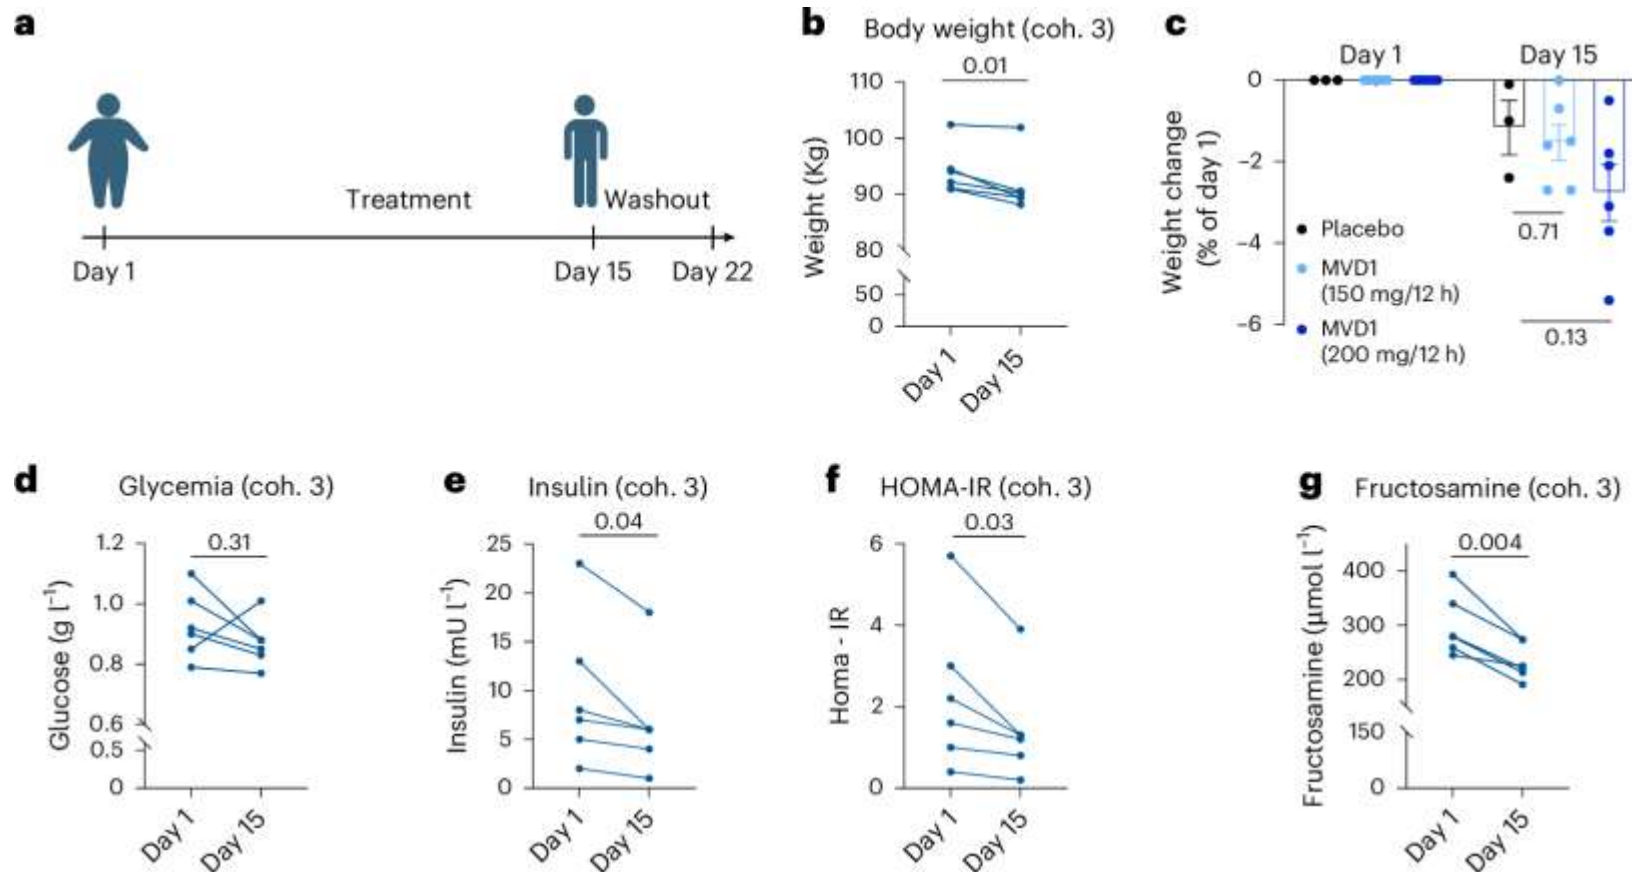 a
Treatment
Washout
Day 1
Day 15
Day 22
b
Body weight (coh. 3)
0.01
Weight (Kg)
110
100
90
80
50
0
Day 1
Day 15
c
Day 1
Day 15
Weight change
(% of day 1)
0
−2
−4
−6
Placebo
MVD1
(150 mg/12 h)
MVD1
(200 mg/12 h)
0.71
0.13
d
Glycemia (coh. 3)
0.31
Glucose (g l⁻¹)
1.2
1.0
0.8
0.6
0.5
0
Day 1
Day 15
e
Insulin (coh. 3)
0.04
Insulin (mU l⁻¹)
25
20
15
10
5
0
Day 1
Day 15
f
HOMA-IR (coh. 3)
0.03
Homa - IR
6
4
2
0
Day 1
Day 15
g
Fructosamine (coh. 3)
0.004
Fructosamine (µmol l⁻¹)
400
300
200
150
0
Day 1
Day 15